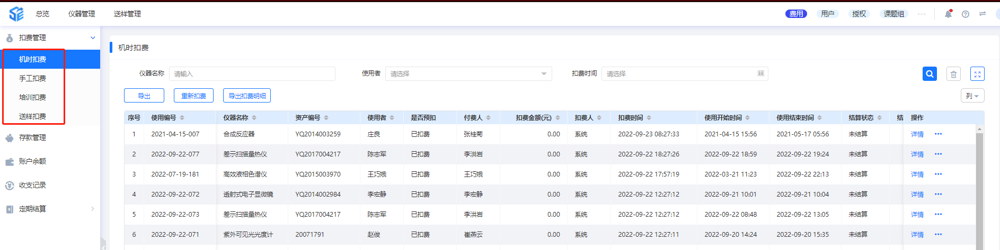 总览 仪器管理 送样管理 费用 用户 授权 课题组
扣费管理
机时扣费
手工扣费
培训扣费
送样扣费
存款管理
账户余额
收支记录
定期结算
机时扣费
仪器名称 请输入 使用者 请选择 扣费时间 请选择
导出 重新扣费 导出扣费明细 列
序号 使用编号 仪器名称 资产编号 使用者 是否预扣 付费人 扣费金额(元) 扣费人 扣费时间 使用开始时间 使用结束时间 结算状态 结 操作
1 2021-04-15-007 合成反应器 YQ2014003259 庄良 已扣费 张桂菊 0.00 系统 2022-09-23 08:27:33 2021-04-15 15:56 2021-05-17 05:56 未结算 详情
2 2022-09-22-077 差示扫描量热仪 YQ2017004217 陈志军 已扣费 李洪岩 0.00 系统 2022-09-22 18:27:26 2022-09-22 18:59 2022-09-22 19:24 未结算 详情
3 2022-07-19-181 高效液相色谱仪 YQ2015003970 王巧娥 已扣费 王巧娥 0.00 系统 2022-09-22 17:57:19 2022-03-21 11:23 2022-09-22 22:13 未结算 详情
4 2022-09-22-072 透射式电子显微镜 YQ2014002984 李宏静 已扣费 李宏静 0.00 系统 2022-09-22 12:27:12 2022-09-21 10:01 2022-09-21 10:04 未结算 详情
5 2022-09-22-073 差示扫描量热仪 YQ2017004217 陈志军 已扣费 李洪岩 0.00 系统 2022-09-22 12:27:12 2022-09-22 08:48 2022-09-22 13:05 未结算 详情
6 2022-09-22-071 紫外可见光光度计 20071791 赵俊 已扣费 崔燕云 0.00 系统 2022-09-22 12:27:11 2022-09-20 14:24 2022-09-20 15:35 未结算 详情